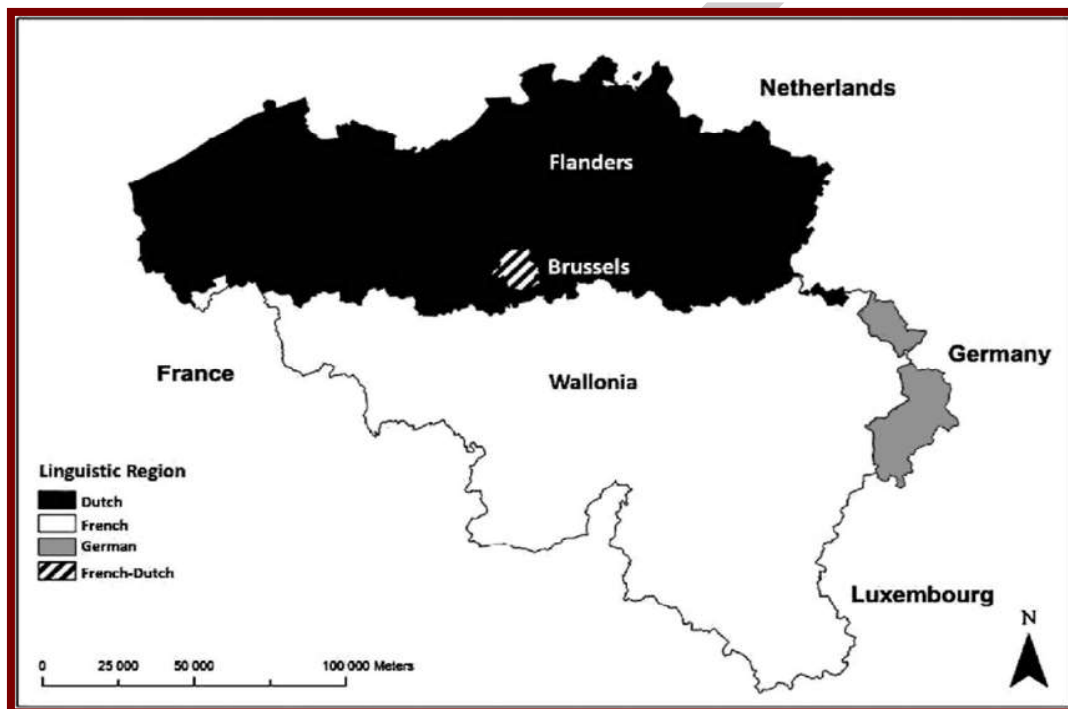 Netherlands
Flanders
Brussels
Germany
France
Wallonia
Linguistic Region
Dutch
French
German
French-Dutch
Luxembourg
N
0 25 000 50 000 100 000 Meters